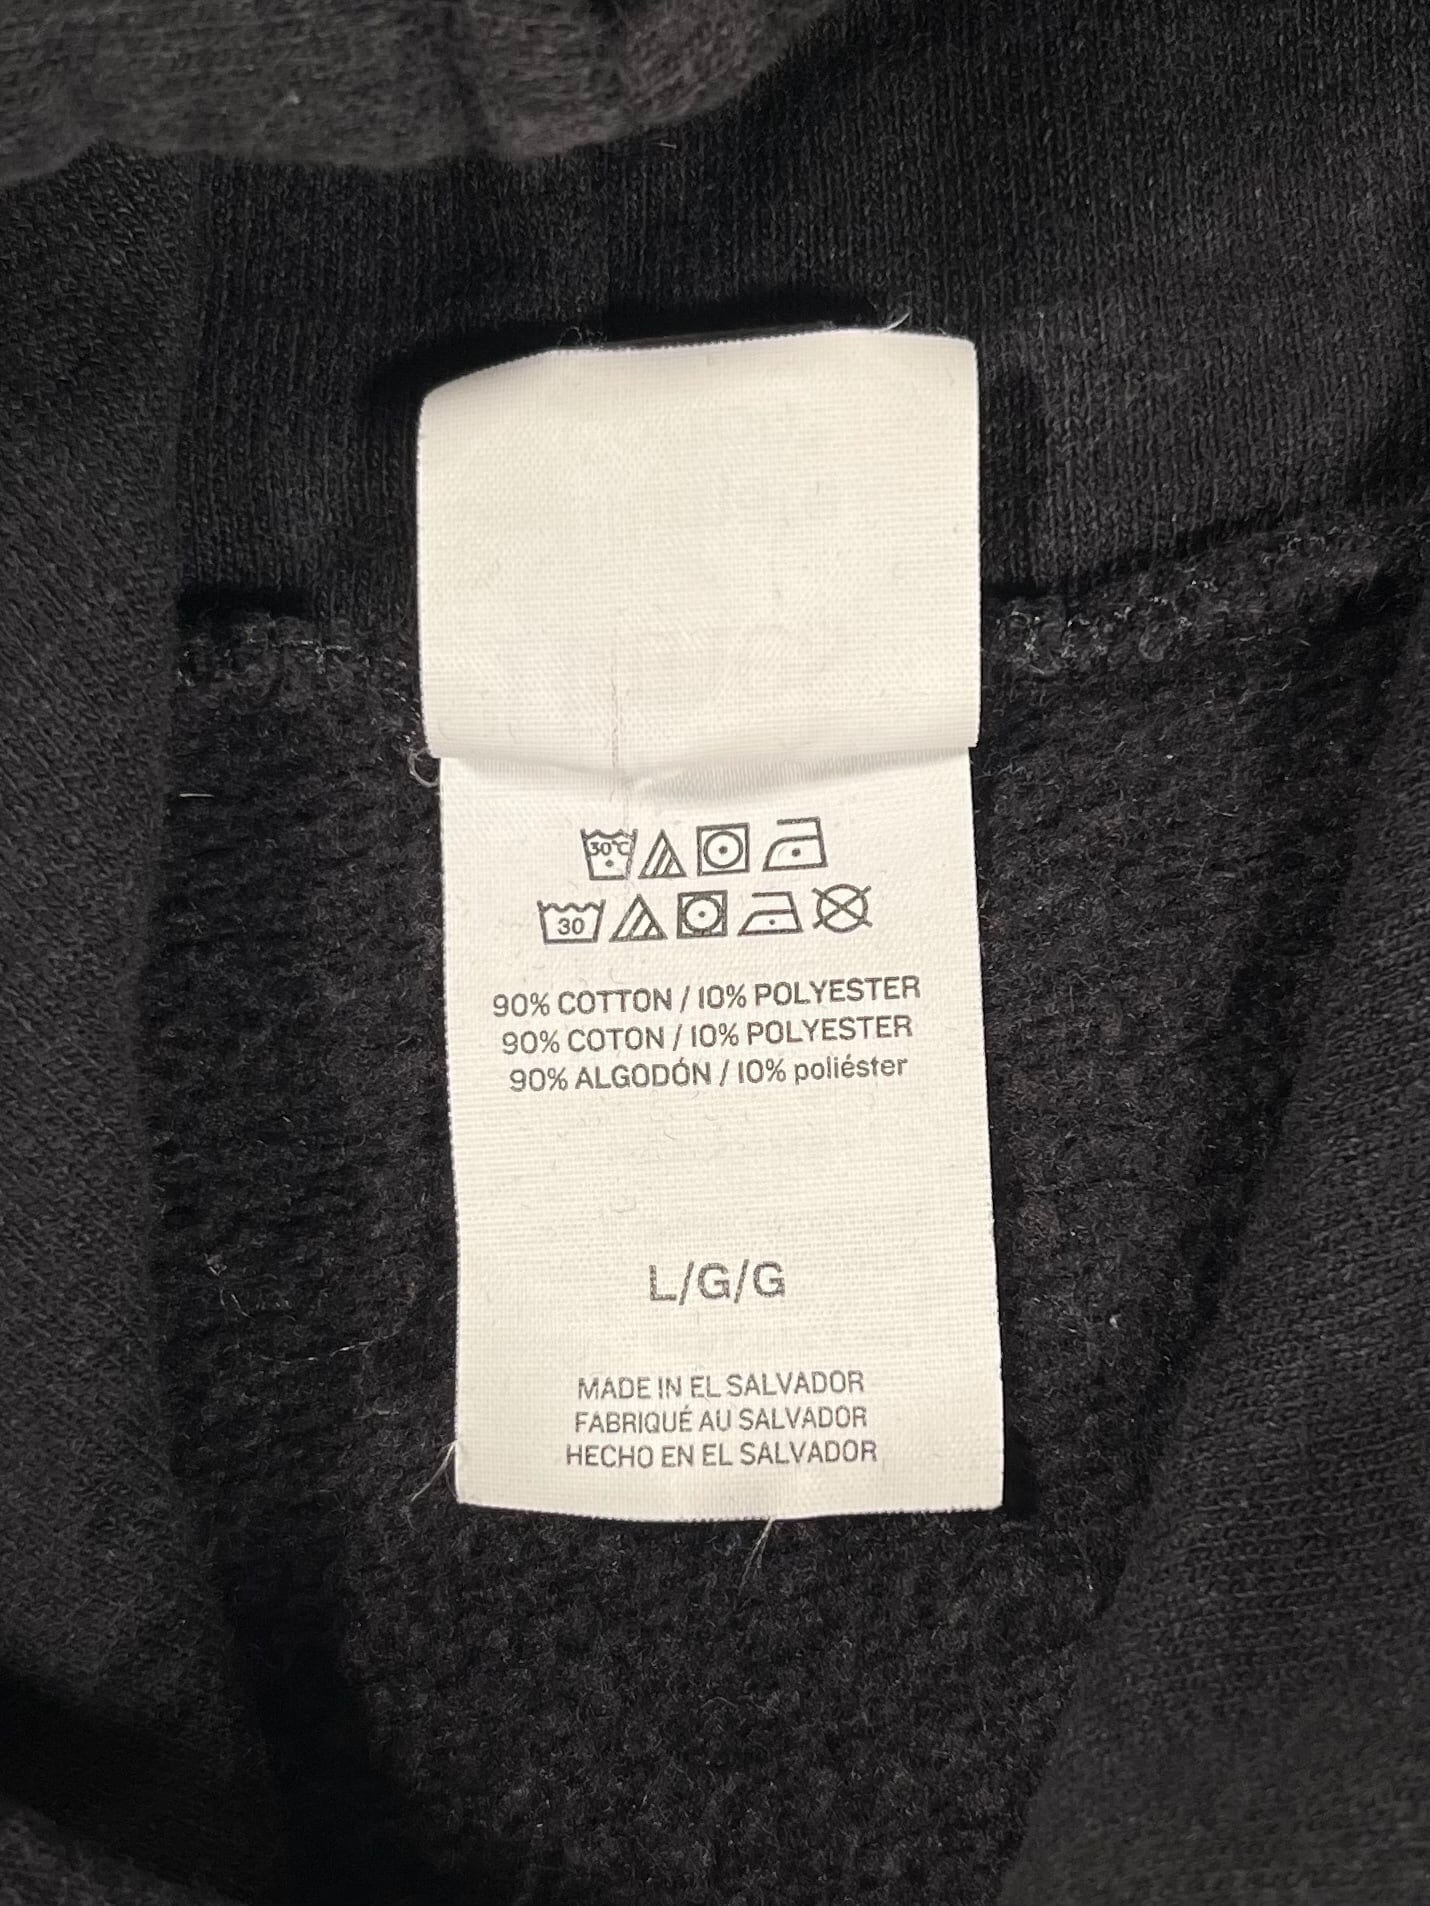 30°C
30
90% COTTON / 10% POLYESTER
90% COTON / 10% POLYESTER
90% ALGODÓN / 10% poliéster
L/G/G
MADE IN EL SALVADOR
FABRIQUÉ AU SALVADOR
HECHO EN EL SALVADOR